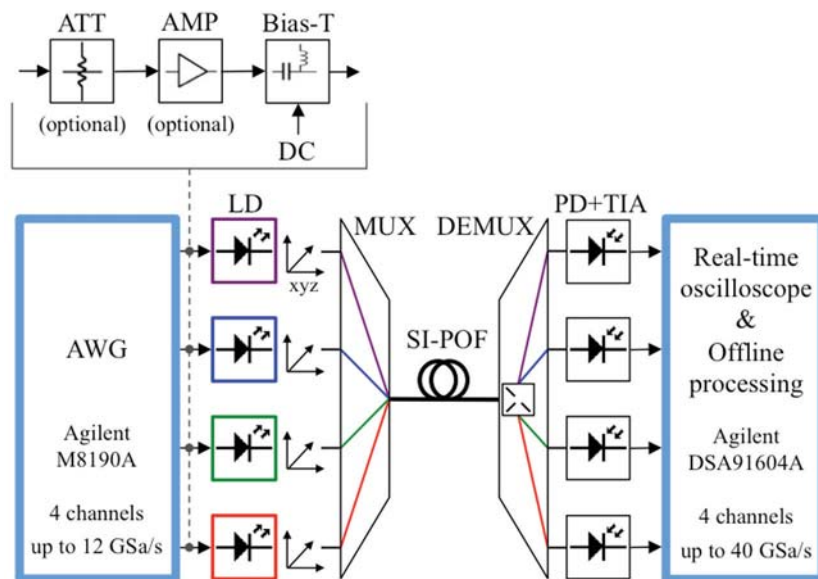 ATT
AMP
Bias-T
(optional)
(optional)
DC
LD
MUX
DEMUX
PD+TIA
xyz
SI-POF
AWG
Agilent
M8190A
4 channels
up to 12 GSa/s
Real-time
oscilloscope
&
Offline
processing
Agilent
DSA91604A
4 channels
up to 40 GSa/s